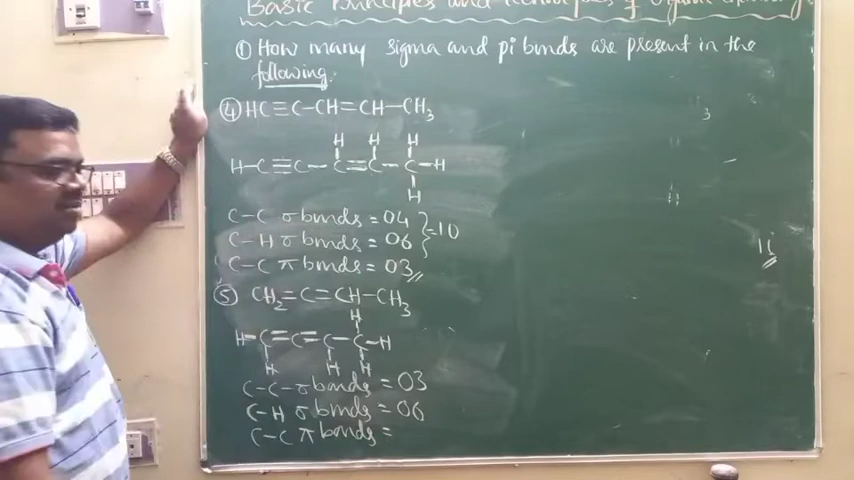 Basic Principles and Techniques of Organic Chemistry
① How many sigma and pi bonds are present in the
following:
④ HC≡C-CH=CH-CH3
H H H
H-C≡C-C=C-C-H
H
C-C σ bonds = 04
C-H σ bonds = 06 } =10
C-C π bonds = 03
⑤ CH2=C=CH-CH3
H
H-C=C=C-C-H
H H H
C-C-σ bonds = 03
C-H σ bonds = 06
C-C π bonds =